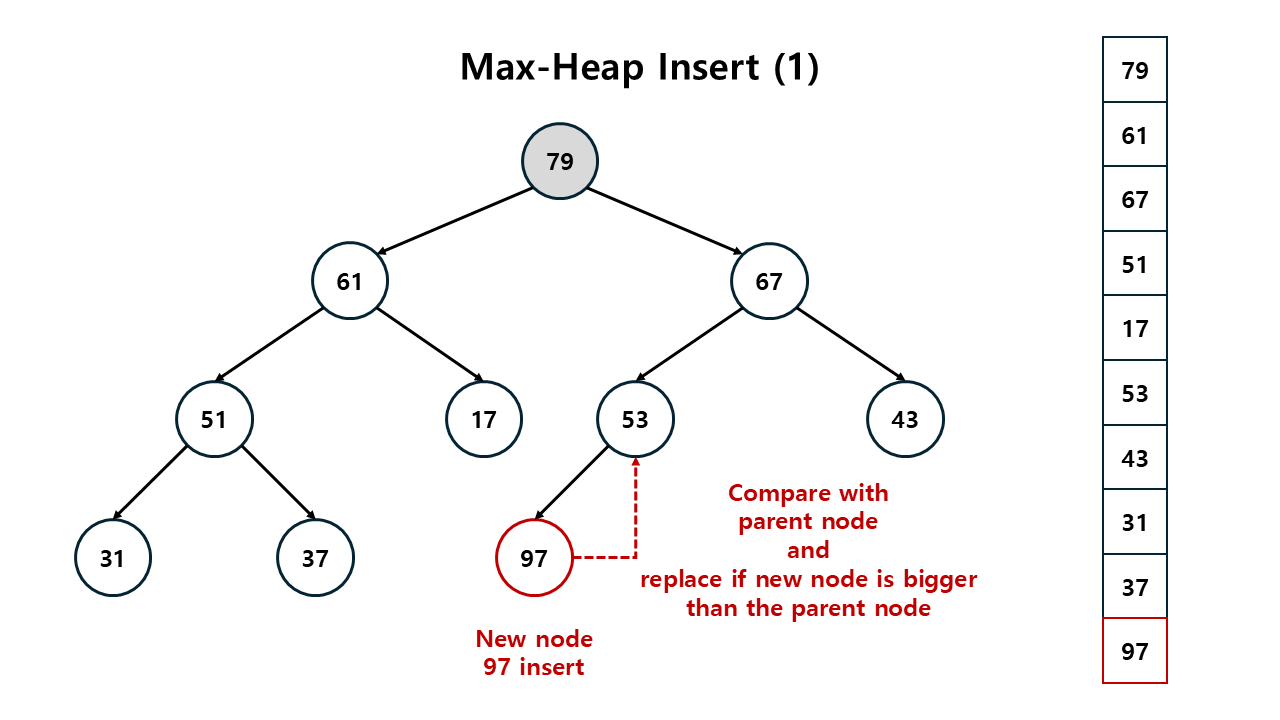 Max-Heap Insert (1)
79
61
67
51
17
53
43
31
37
97
Compare with
parent node
and
replace if new node is bigger
than the parent node
New node
97 insert
79
61
67
51
17
53
43
31
37
97